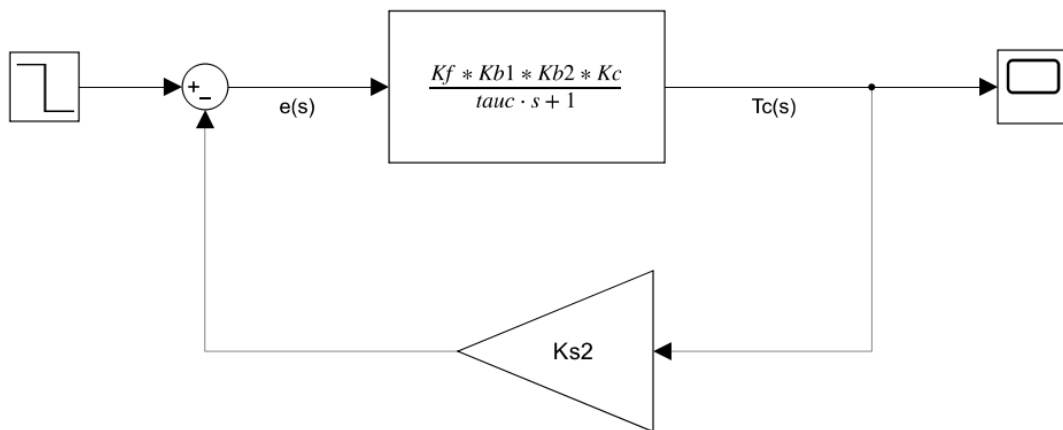 +
−
e(s)
Kf * Kb1 * Kb2 * Kc
tauc · s + 1
Tc(s)
Ks2